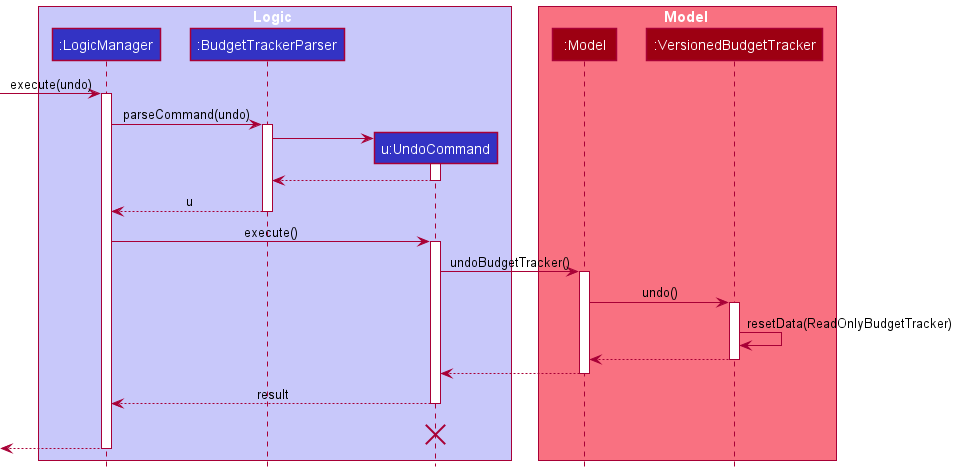 Logic
Model
:LogicManager
:BudgetTrackerParser
:Model
:VersionedBudgetTracker
execute(undo)
parseCommand(undo)
u:UndoCommand
u
execute()
undoBudgetTracker()
undo()
resetData(ReadOnlyBudgetTracker)
result